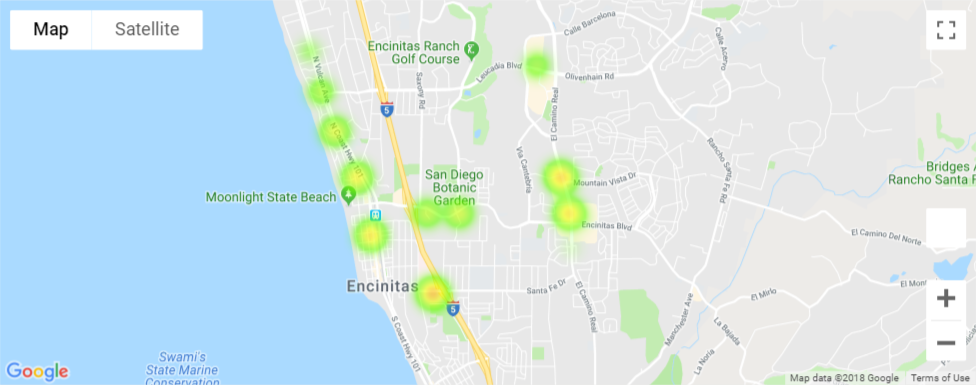 Map
Satellite
Encinitas Ranch
Golf Course
Leucadia Blvd
Calle Barcelona
Olivenhain Rd
Calle Acervo
N Vulcan Ave
Saxony Rd
5
El Camino Real
N Coast Hwy 101
Via Cantebria
Rancho Santa Fe Rd
Bridges A
Rancho Santa F
San Diego
Botanic
Garden
Mountain Vista Dr
Moonlight State Beach
Encinitas Blvd
El Camino Del Norte
Encinitas
Santa Fe Dr
El Camino Real
5
El Mirlo
El Mon
Manchester Ave
La Bajada
La Noria
S Coast Hwy 101
Swami's
State Marine
Conservation
Google
Map data ©2018 Google
Terms of Use